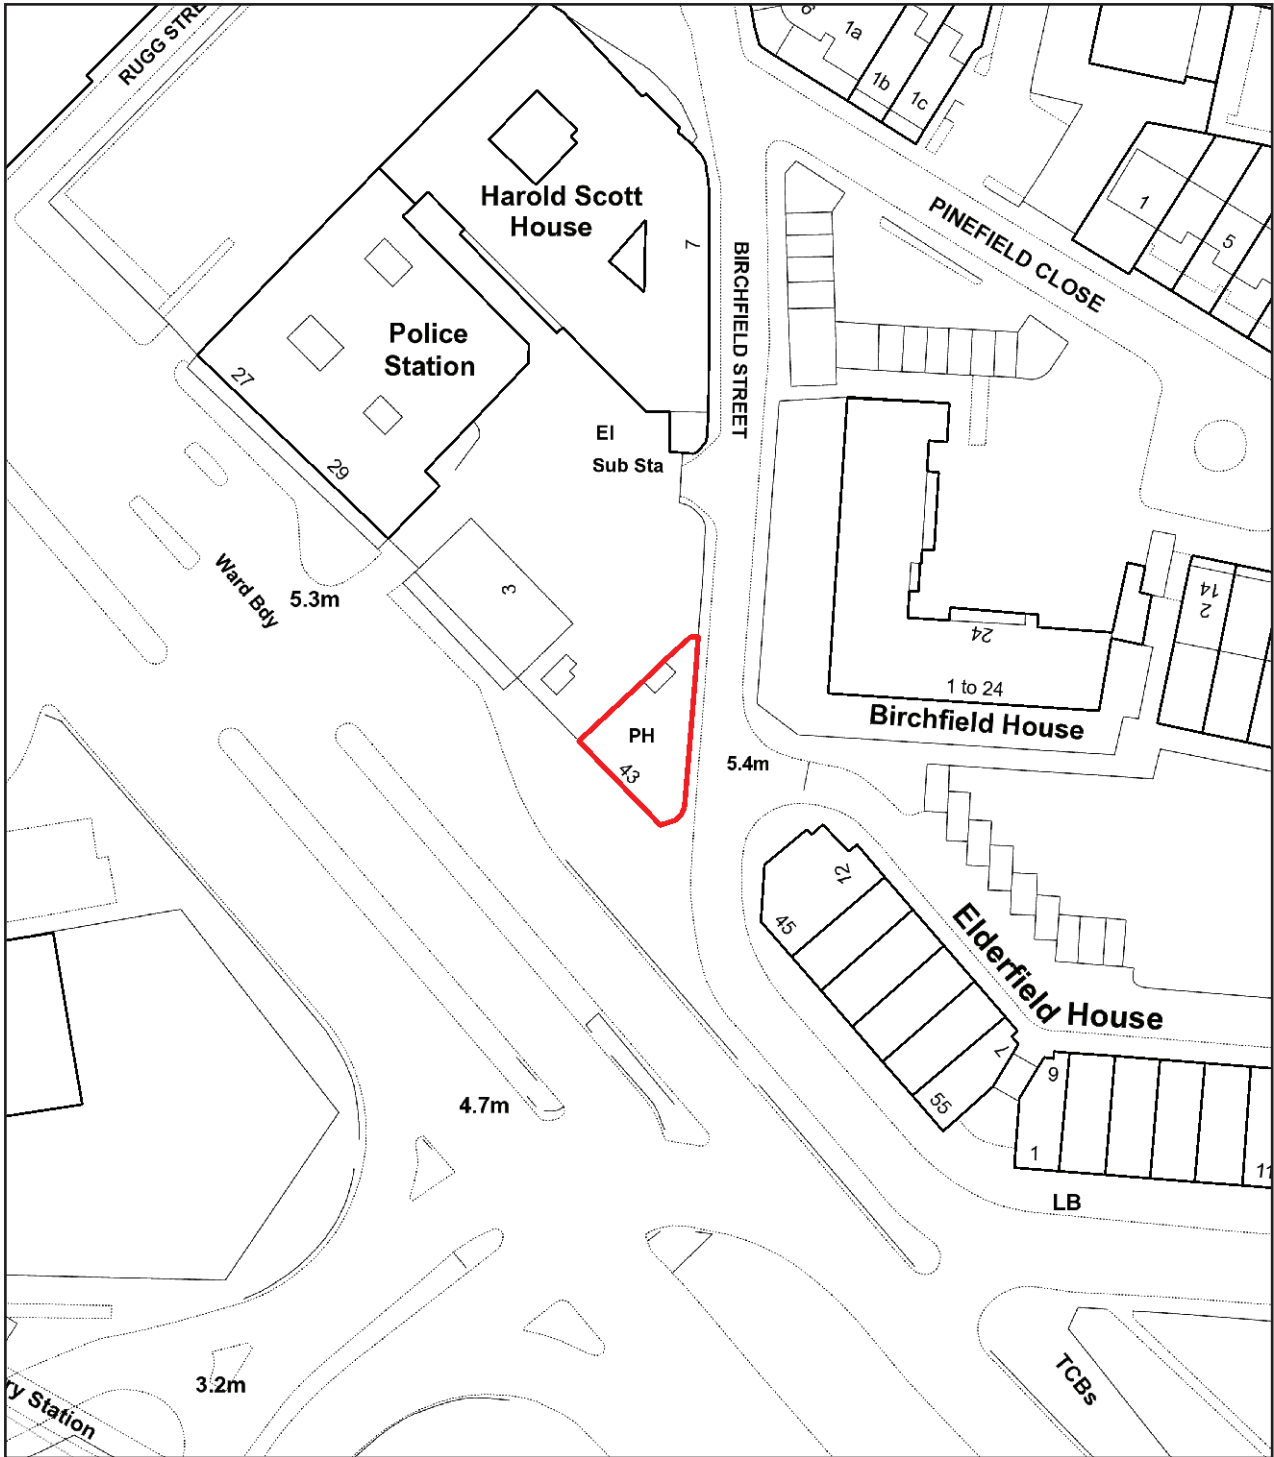 RUGG STRE
6
1a
1b
1c
Harold Scott
House
7
BIRCHFIELD STREET
PINEFIELD CLOSE
1
5
Police
Station
27
29
El
Sub Sta
Ward Bdy
5.3m
3
24
1 to 24
Birchfield House
14
2
PH
43
5.4m
12
45
Elderfield House
7
55
9
1
11
LB
4.7m
3.2m
ry Station
TCBs